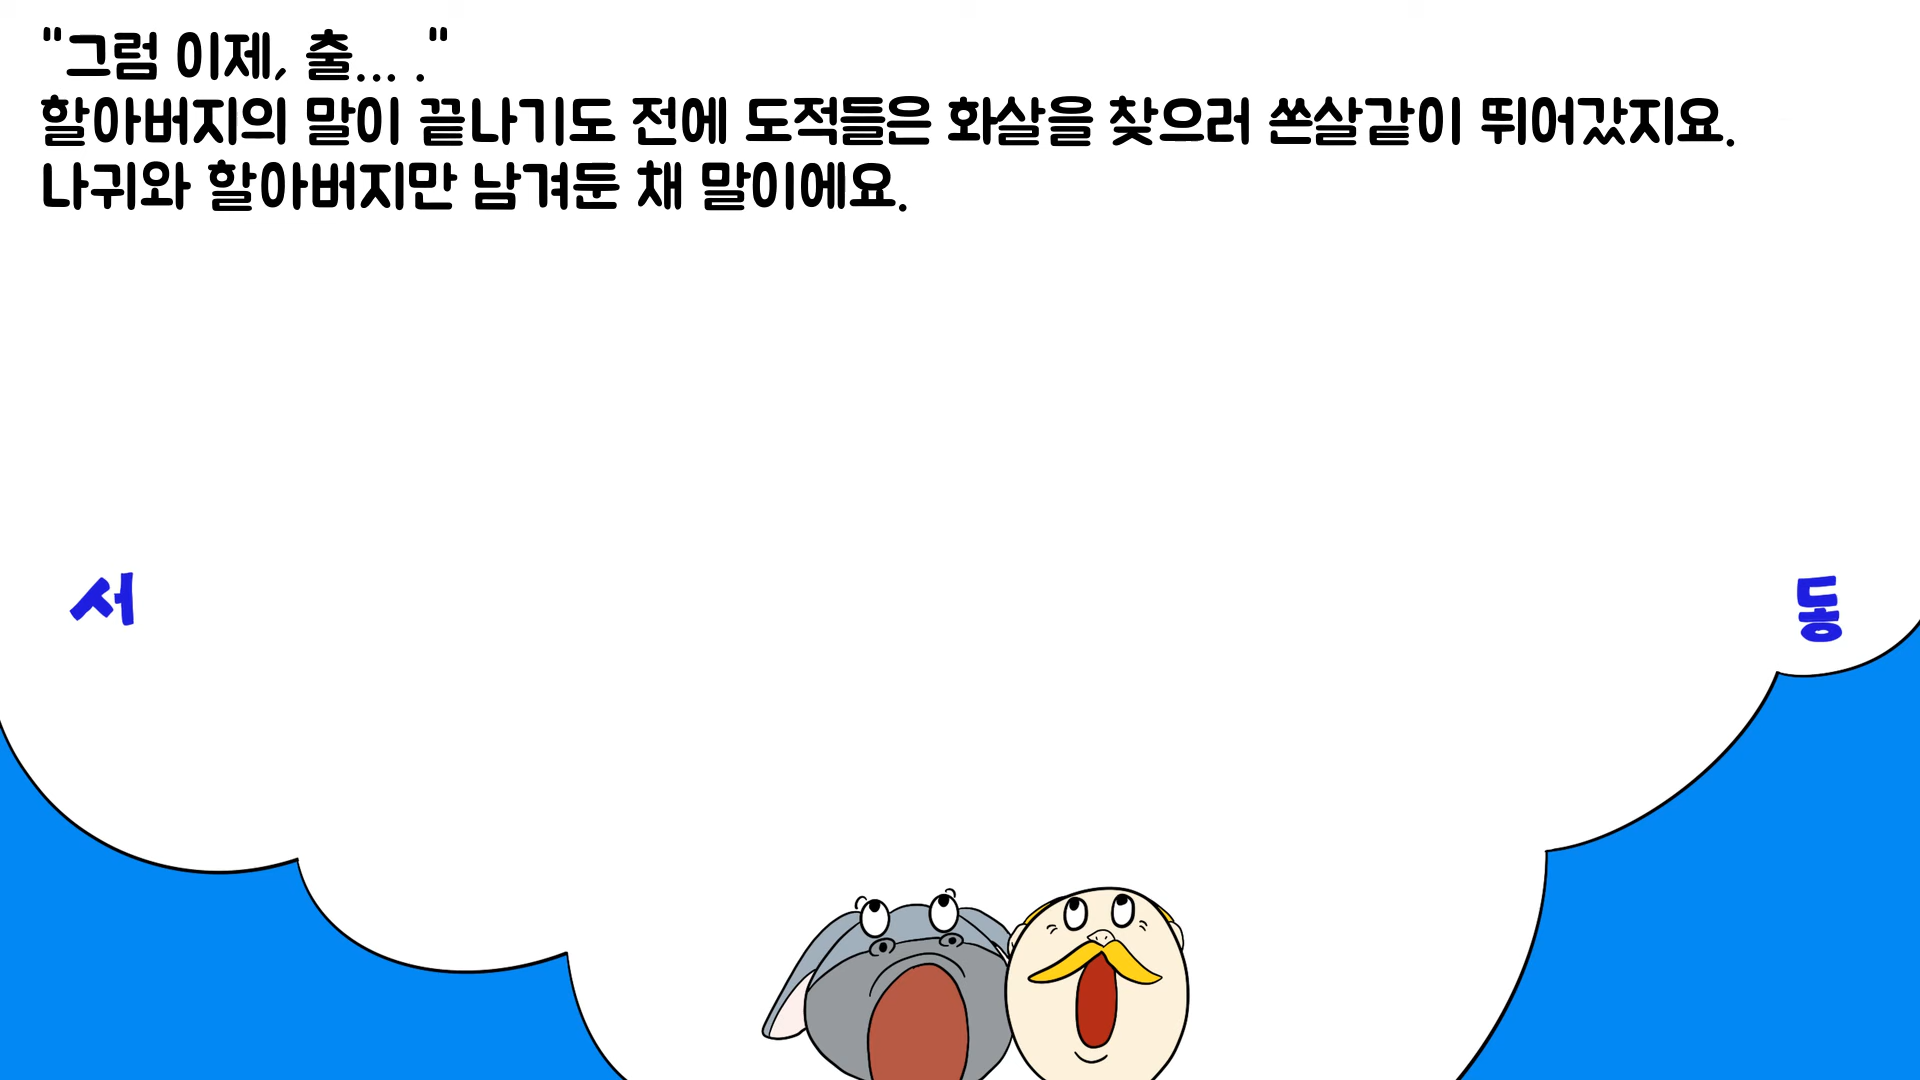 "그럼 이제, 출... ."
할아버지의 말이 끝나기도 전에 도적들은 화살을 찾으러 쏜살같이 뛰어갔지요.
나귀와 할아버지만 남겨둔 채 말이에요.
서
동